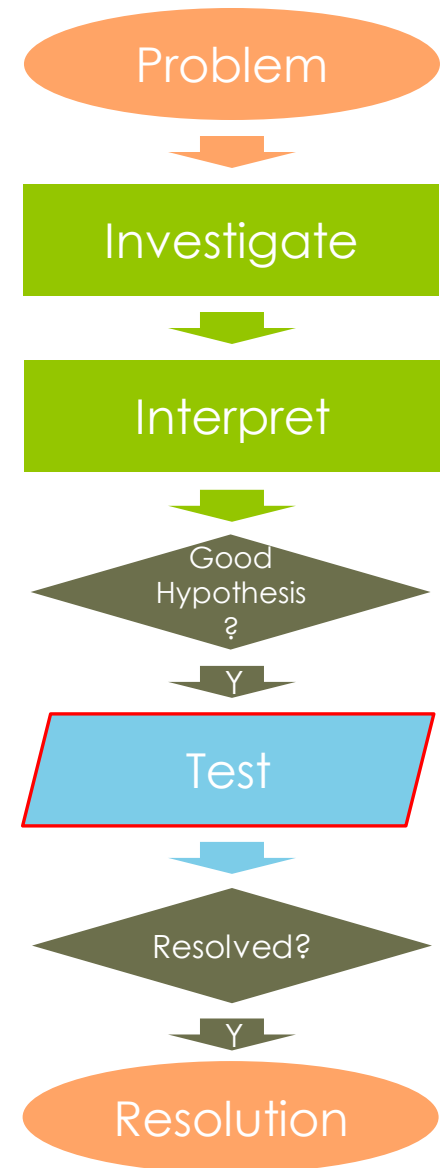 Problem
Investigate
Interpret
Good
Hypothesis
?
Y
Test
Resolved?
Y
Resolution